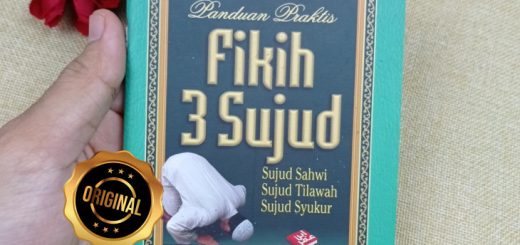 Panduan Praktis
Fikih
3 Sujud
Sujud Sahwi
Sujud Tilawah
Sujud Syukur
ORIGINAL